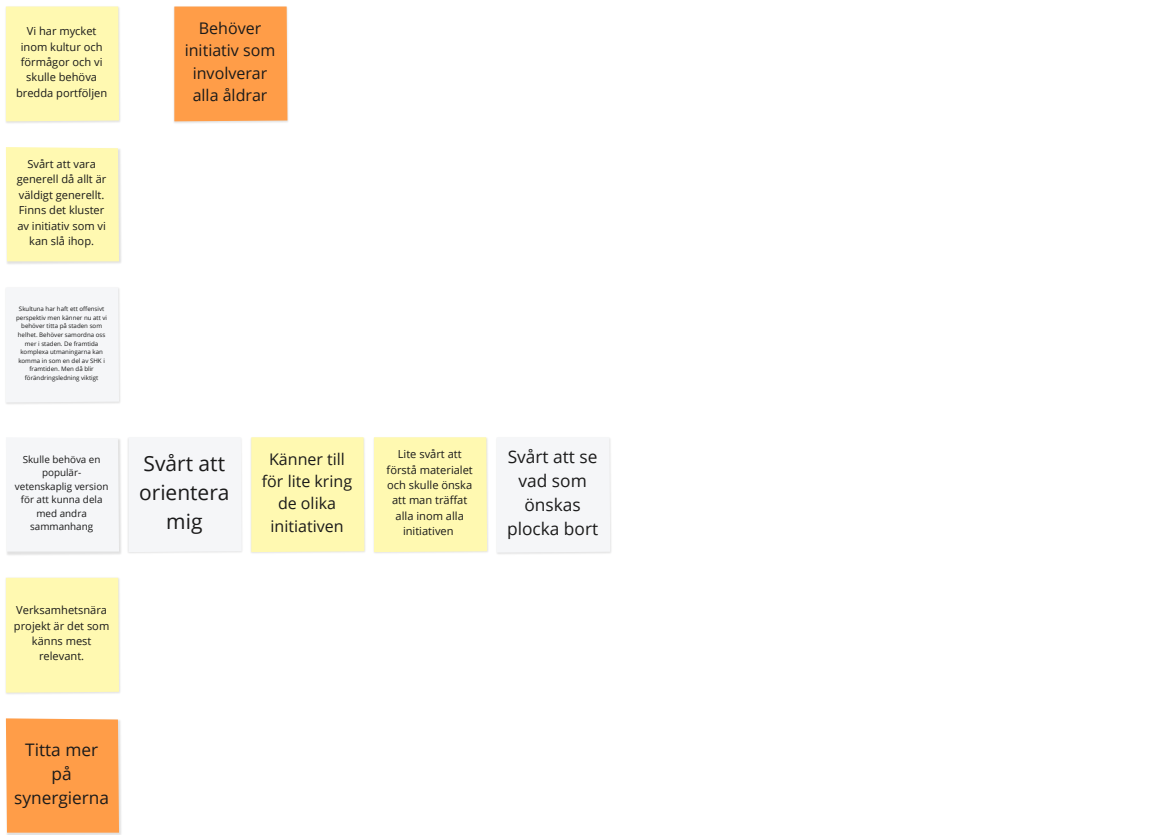 Vi har mycket
inom kultur och
förmågor och vi
skulle behöva
bredda portföljen
Behöver
initiativ som
involverar
alla åldrar
Svårt att vara
generell då allt är
väldigt generellt.
Finns det kluster
av initiativ som vi
kan slå ihop.
Skultuna har haft ett offensivt
perspektiv men känner nu att vi
behöver titta på staden som
helhet. Behöver samordna oss
mer i staden. De framtida
komplexa utmaningarna kan
komma in som en del av SHK i
framtiden. Men då blir
förändringsledning viktigt
Skulle behöva en
populär-
vetenskaplig version
för att kunna dela
med andra
sammanhang
Svårt att
orientera
mig
Känner till
för lite kring
de olika
initiativen
Lite svårt att
förstå materialet
och skulle önska
att man träffat
alla inom alla
initiativen
Svårt att se
vad som
önskas
plocka bort
Verksamhetsnära
projekt är det som
känns mest
relevant.
Titta mer
på
synergierna